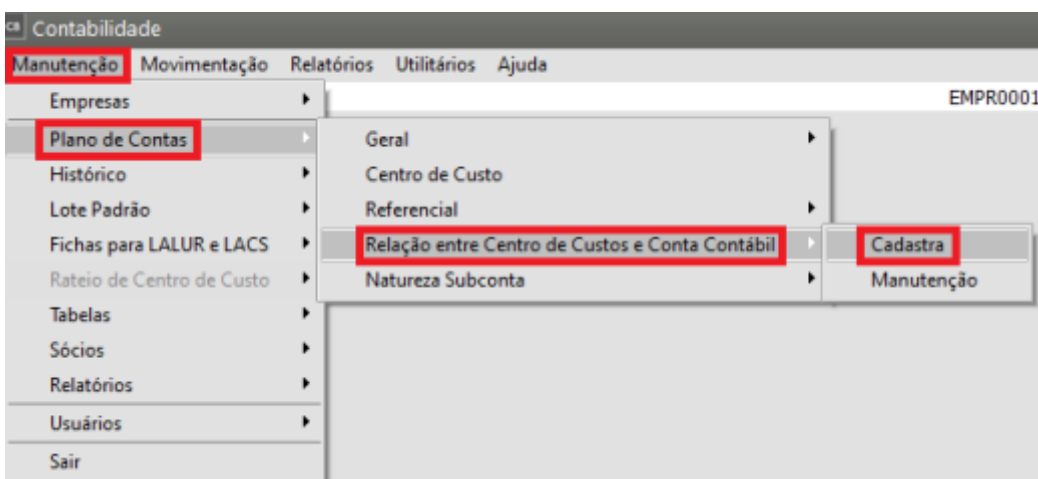 CB Contabilidade
Manutenção Movimentação Relatórios Utilitários Ajuda
EMPR0001
Empresas
Plano de Contas
Histórico
Lote Padrão
Fichas para LALUR e LACS
Rateio de Centro de Custo
Tabelas
Sócios
Relatórios
Usuários
Sair
Geral
Centro de Custo
Referencial
Relação entre Centro de Custos e Conta Contábil
Natureza Subconta
Cadastra
Manutenção